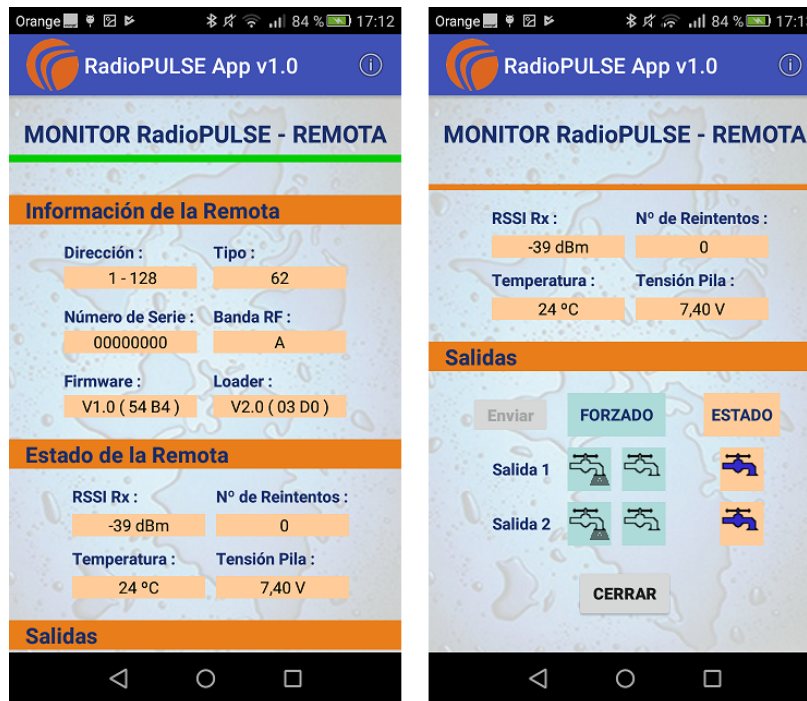 Orange 84 % 17:12
RadioPULSE App v1.0
MONITOR RadioPULSE - REMOTA
Información de la Remota
Dirección : Tipo :
1 - 128 62
Número de Serie : Banda RF :
00000000 A
Firmware : Loader :
V1.0 ( 54 B4 ) V2.0 ( 03 D0 )
Estado de la Remota
RSSI Rx : Nº de Reintentos :
-39 dBm 0
Temperatura : Tensión Pila :
24 ºC 7,40 V
Salidas
Orange 84 %
RadioPULSE App v1.0
MONITOR RadioPULSE - REMOTA
RSSI Rx : Nº de Reintentos :
-39 dBm 0
Temperatura : Tensión Pila :
24 ºC 7,40 V
Salidas
Enviar FORZADO ESTADO
Salida 1
Salida 2
CERRAR